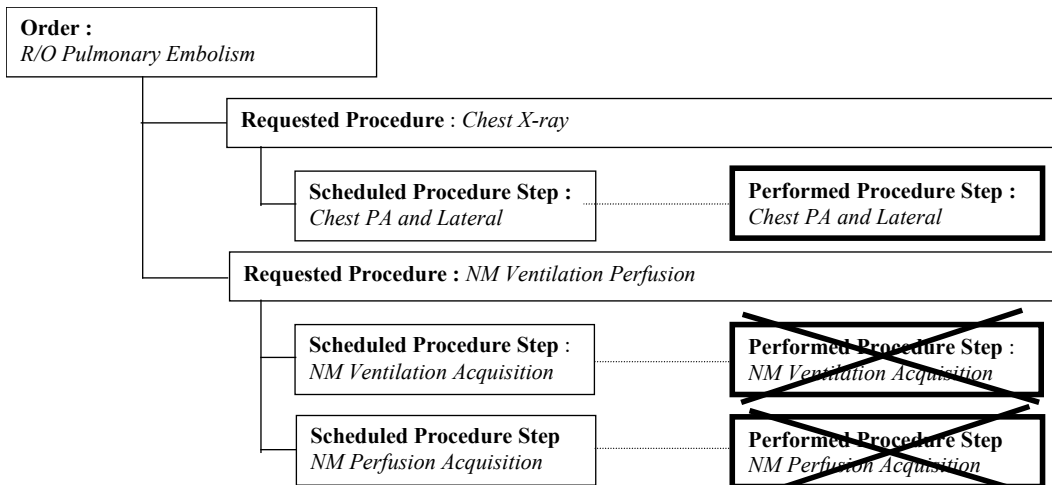 Order :
R/O Pulmonary Embolism
Requested Procedure : Chest X-ray
Scheduled Procedure Step :
Chest PA and Lateral
Performed Procedure Step :
Chest PA and Lateral
Requested Procedure : NM Ventilation Perfusion
Scheduled Procedure Step :
NM Ventilation Acquisition
Performed Procedure Step :
NM Ventilation Acquisition
Scheduled Procedure Step
NM Perfusion Acquisition
Performed Procedure Step
NM Perfusion Acquisition